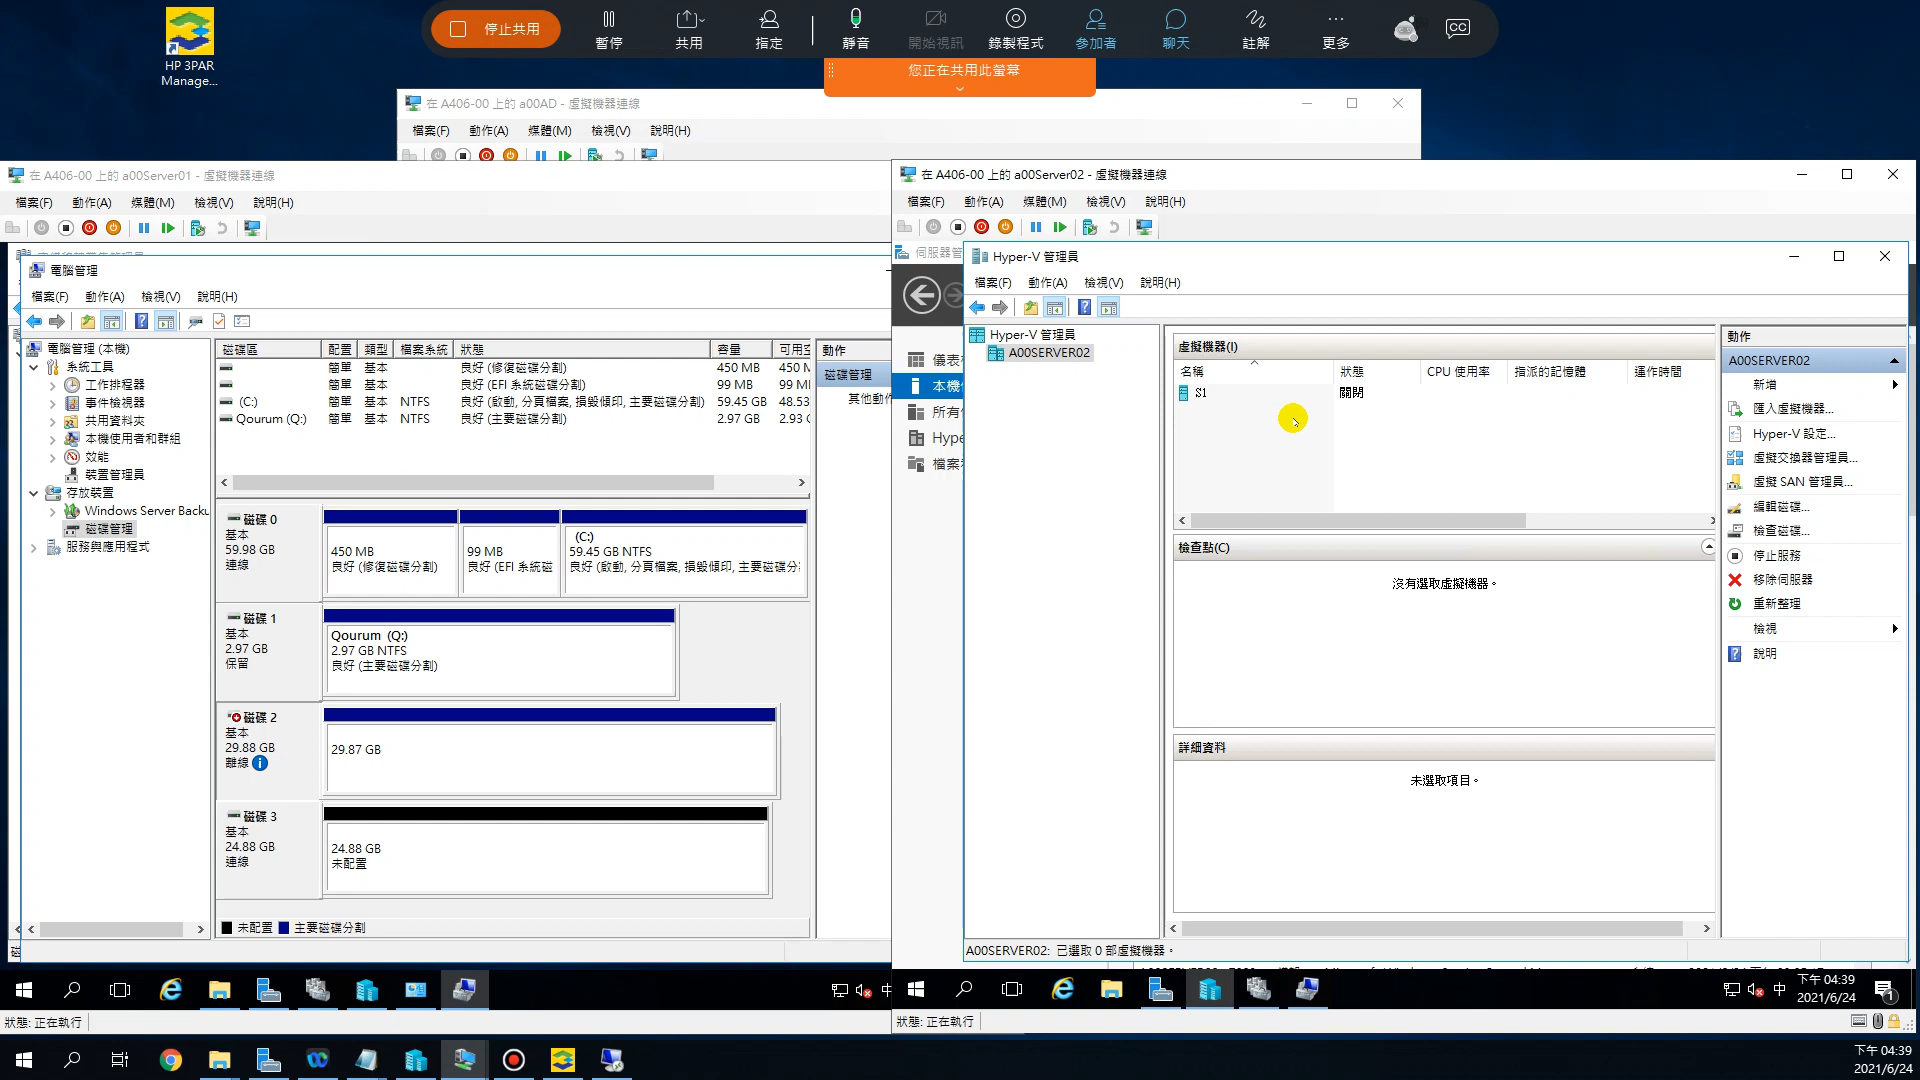 停止共用
暫停
共用
指定
靜音
開始視訊
錄製程式
參加者
聊天
註解
更多
CC
您正在共用此螢幕
HP 3PAR
Manage...
在 A406-00 上的 a00AD - 虛擬機器連線
檔案(F) 動作(A) 媒體(M) 檢視(V) 說明(H)
在 A406-00 上的 a00Server01 - 虛擬機器連線
檔案(F) 動作(A) 媒體(M) 檢視(V) 說明(H)
電腦管理
檔案(F) 動作(A) 檢視(V) 說明(H)
電腦管理 (本機)
系統工具
工作排程器
事件檢視器
共用資料夾
本機使用者和群組
效能
裝置管理員
存放裝置
Windows Server Backu
磁碟管理
服務與應用程式
磁碟區 配置 類型 檔案系統 狀態 容量 可用空
簡單 基本 良好 (修復磁碟分割) 450 MB 450 M
簡單 基本 良好 (EFI 系統磁碟分割) 99 MB 99 M
(C:) 簡單 基本 NTFS 良好 (啟動, 分頁檔案, 損毀傾印, 主要磁碟分割) 59.45 GB 48.53
Qourum (Q:) 簡單 基本 NTFS 良好 (主要磁碟分割) 2.97 GB 2.93
動作
磁碟管理
其他動作
磁碟 0
基本
59.98 GB
連線
450 MB
良好 (修復磁碟分割)
99 MB
良好 (EFI 系統磁
(C:)
59.45 GB NTFS
良好 (啟動, 分頁檔案, 損毀傾印, 主要磁碟分
磁碟 1
基本
2.97 GB
保留
Qourum (Q:)
2.97 GB NTFS
良好 (主要磁碟分割)
磁碟 2
基本
29.88 GB
離線
29.87 GB
磁碟 3
基本
24.88 GB
連線
24.88 GB
未配置
未配置 主要磁碟分割
中
狀態: 正在執行
在 A406-00 上的 a00Server02 - 虛擬機器連線
檔案(F) 動作(A) 媒體(M) 檢視(V) 說明(H)
伺服器管
儀表
本機
所有
Hype
檔案
Hyper-V 管理員
檔案(F) 動作(A) 檢視(V) 說明(H)
Hyper-V 管理員
A00SERVER02
虛擬機器(I)
名稱 狀態 CPU 使用率 指派的記憶體 運作時間
S1 關閉
檢查點(C)
沒有選取虛擬機器。
詳細資料
未選取項目。
動作
A00SERVER02
新增
匯入虛擬機器...
Hyper-V 設定...
虛擬交換器管理員...
虛擬 SAN 管理員...
編輯磁碟...
檢查磁碟...
停止服務
移除伺服器
重新整理
檢視
說明
A00SERVER02: 已選取 0 部虛擬機器。
中
下午 04:39
2021/6/24
1
狀態: 正在執行
下午 04:39
2021/6/24